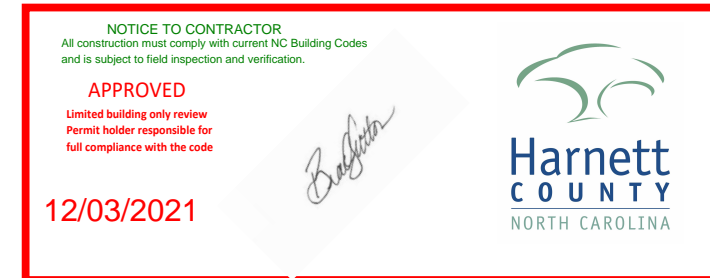 NOTICE TO CONTRACTOR
All construction must comply with current NC Building Codes
and is subject to field inspection and verification.
APPROVED
Limited building only review
Permit holder responsible for
full compliance with the code
12/03/2021
Harnett
COUNTY
NORTH CAROLINA